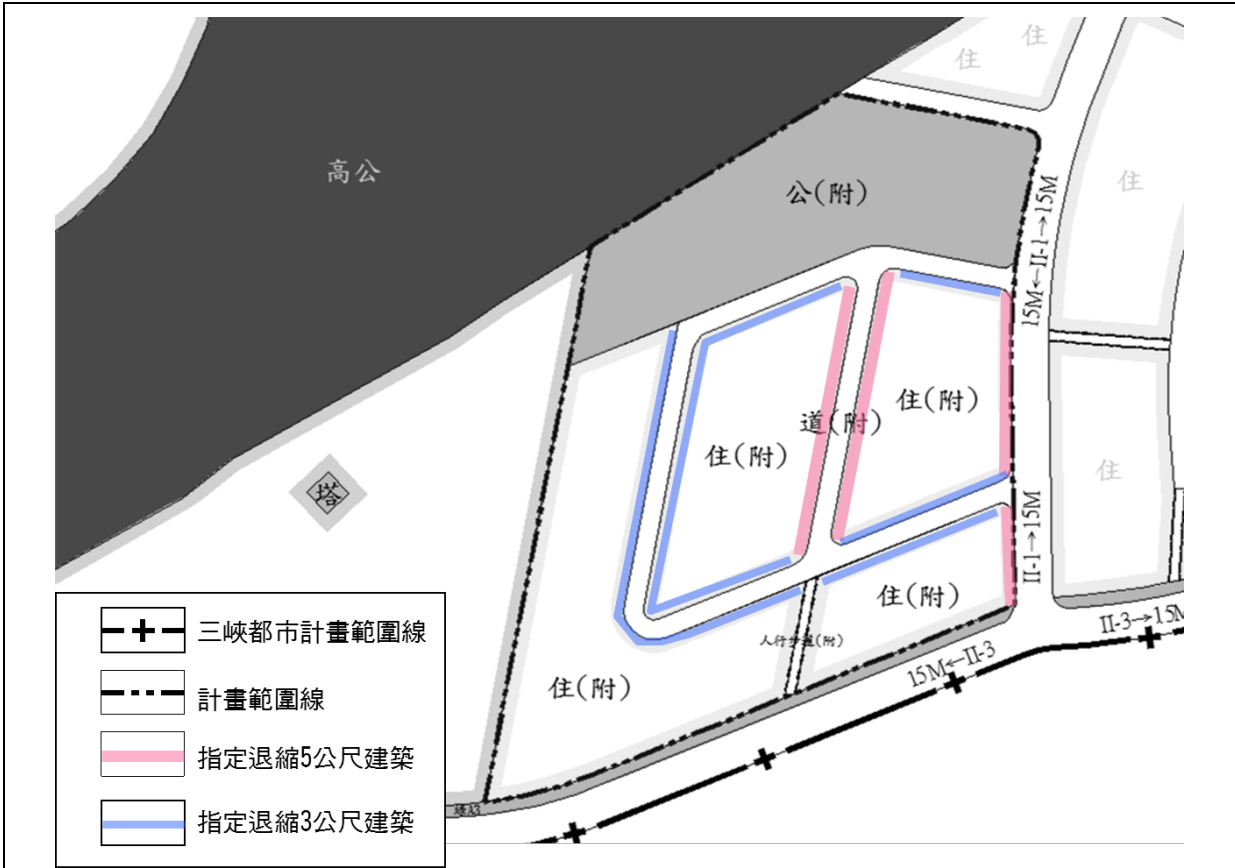 住
住
高公
公(附)
住
15M←II-1→15M
住(附)
道(附)
住(附)
住
塔
II-1→15M
住(附)
人行步道(附)
II-3→15M
15M←II-3
住(附)
三峽都市計畫範圍線
計畫範圍線
指定退縮5公尺建築
指定退縮3公尺建築